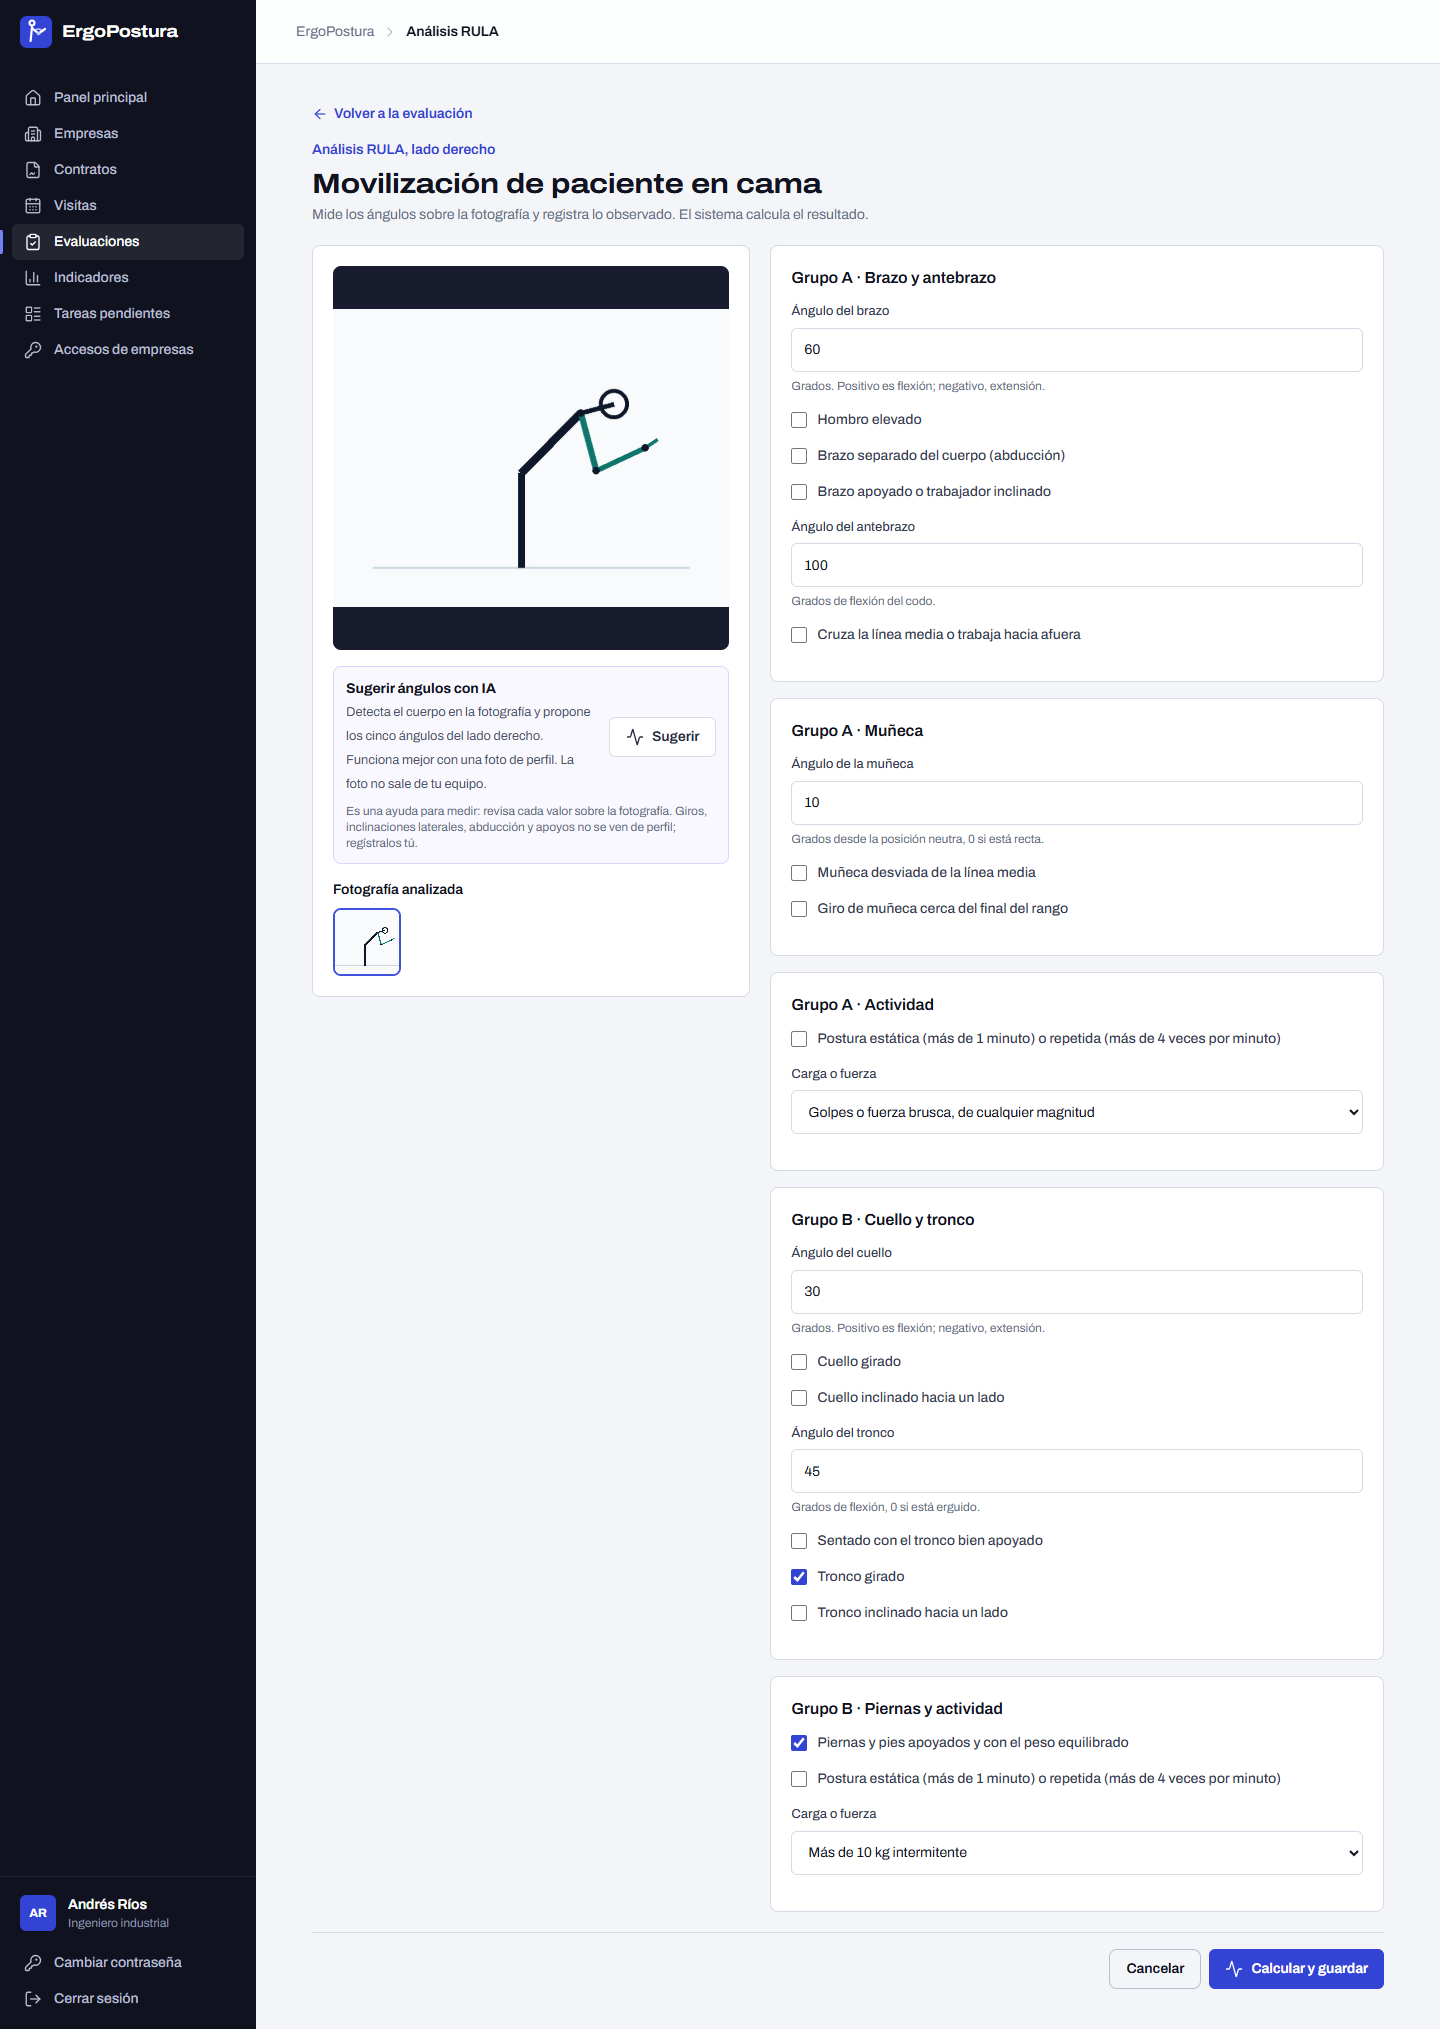 ErgoPostura
Panel principal
Empresas
Contratos
Visitas
Evaluaciones
Indicadores
Tareas pendientes
Accesos de empresas
AR
Andrés Ríos
Ingeniero industrial
Cambiar contraseña
Cerrar sesión
ErgoPostura > Análisis RULA
← Volver a la evaluación
Análisis RULA, lado derecho
Movilización de paciente en cama
Mide los ángulos sobre la fotografía y registra lo observado. El sistema calcula el resultado.
Sugerir ángulos con IA
Detecta el cuerpo en la fotografía y propone
los cinco ángulos del lado derecho.
Funciona mejor con una foto de perfil. La
foto no sale de tu equipo.
Sugerir
Es una ayuda para medir: revisa cada valor sobre la fotografía. Giros,
inclinaciones laterales, abducción y apoyos no se ven de perfil;
regístralos tú.
Fotografía analizada
Grupo A · Brazo y antebrazo
Ángulo del brazo
60
Grados. Positivo es flexión; negativo, extensión.
Hombro elevado
Brazo separado del cuerpo (abducción)
Brazo apoyado o trabajador inclinado
Ángulo del antebrazo
100
Grados de flexión del codo.
Cruza la línea media o trabaja hacia afuera
Grupo A · Muñeca
Ángulo de la muñeca
10
Grados desde la posición neutra, 0 si está recta.
Muñeca desviada de la línea media
Giro de muñeca cerca del final del rango
Grupo A · Actividad
Postura estática (más de 1 minuto) o repetida (más de 4 veces por minuto)
Carga o fuerza
Golpes o fuerza brusca, de cualquier magnitud
Grupo B · Cuello y tronco
Ángulo del cuello
30
Grados. Positivo es flexión; negativo, extensión.
Cuello girado
Cuello inclinado hacia un lado
Ángulo del tronco
45
Grados de flexión, 0 si está erguido.
Sentado con el tronco bien apoyado
Tronco girado
Tronco inclinado hacia un lado
Grupo B · Piernas y actividad
Piernas y pies apoyados y con el peso equilibrado
Postura estática (más de 1 minuto) o repetida (más de 4 veces por minuto)
Carga o fuerza
Más de 10 kg intermitente
Cancelar
Calcular y guardar